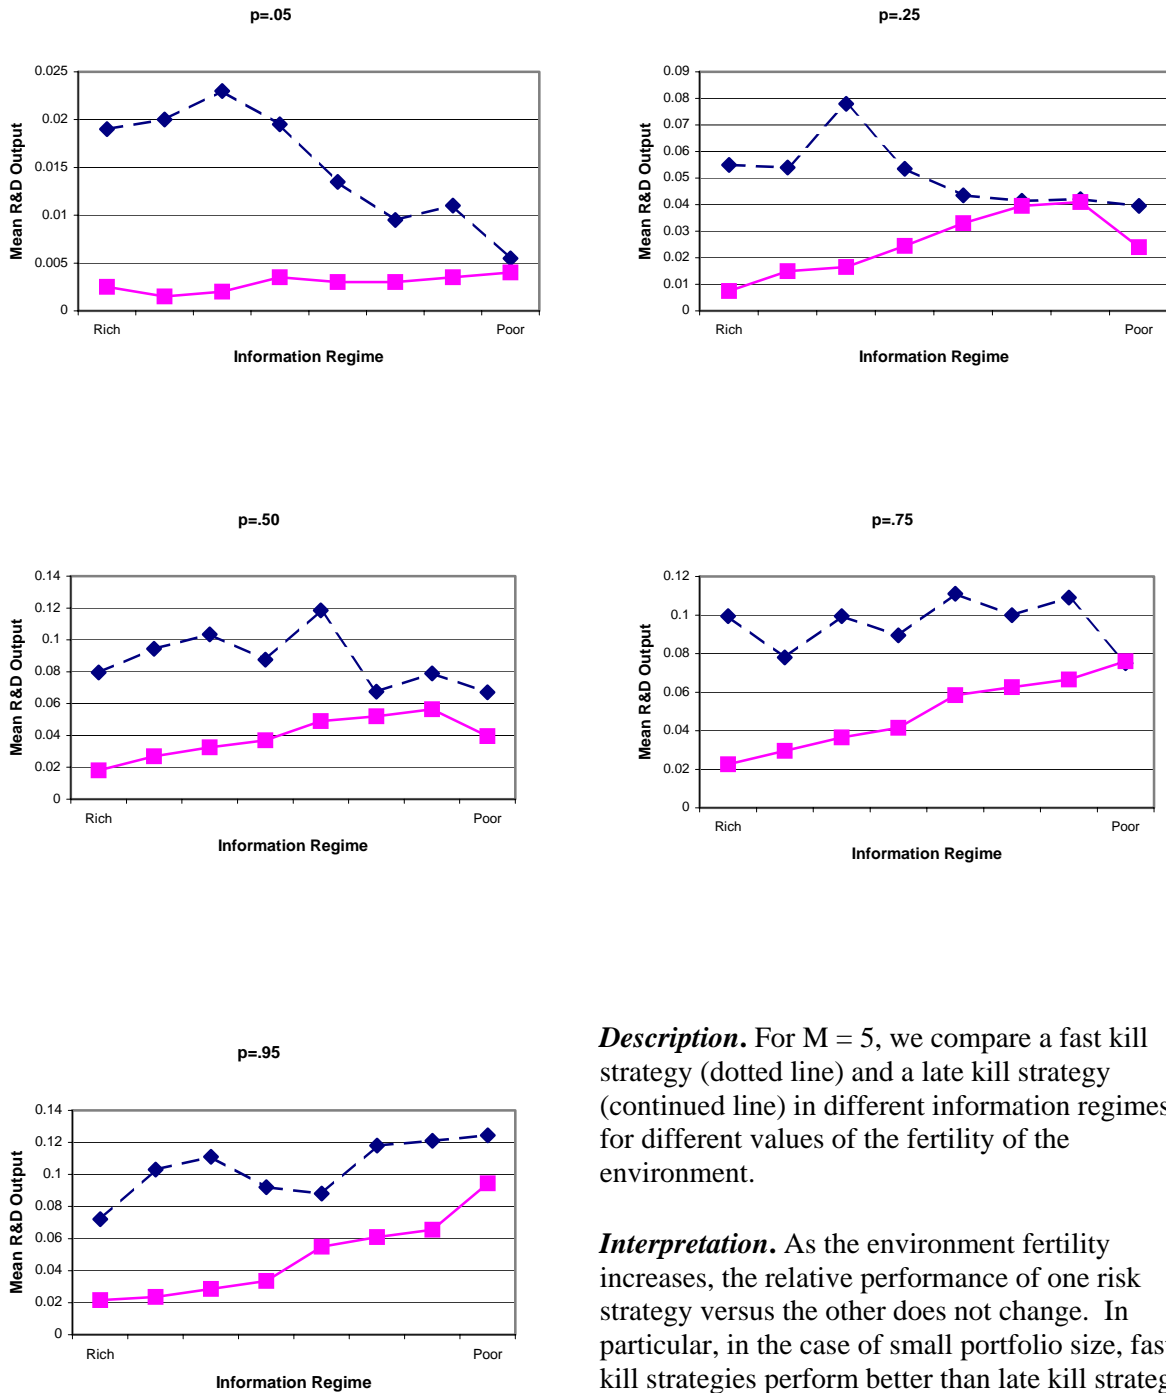 p=.05
0.025
0.02
0.015
0.01
0.005
0
Mean R&D Output
Rich
Poor
Information Regime
p=.25
0.09
0.08
0.07
0.06
0.05
0.04
0.03
0.02
0.01
0
Mean R&D Output
Rich
Poor
Information Regime
p=.50
0.14
0.12
0.1
0.08
0.06
0.04
0.02
0
Mean R&D Output
Rich
Poor
Information Regime
p=.75
0.12
0.1
0.08
0.06
0.04
0.02
0
Mean R&D Output
Rich
Poor
Information Regime
p=.95
0.14
0.12
0.1
0.08
0.06
0.04
0.02
0
Mean R&D Output
Rich
Poor
Information Regime
Description. For M = 5, we compare a fast kill
strategy (dotted line) and a late kill strategy
(continued line) in different information regimes
for different values of the fertility of the
environment.
Interpretation. As the environment fertility
increases, the relative performance of one risk
strategy versus the other does not change. In
particular, in the case of small portfolio size, fast
kill strategies perform better than late kill strateg